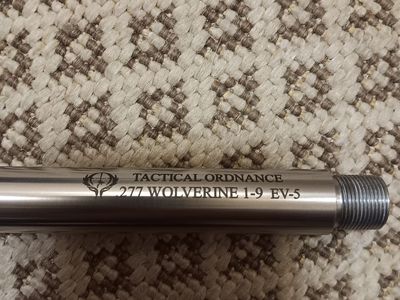 TACTICAL ORDNANCE
.277 WOLVERINE 1-9 EV-5